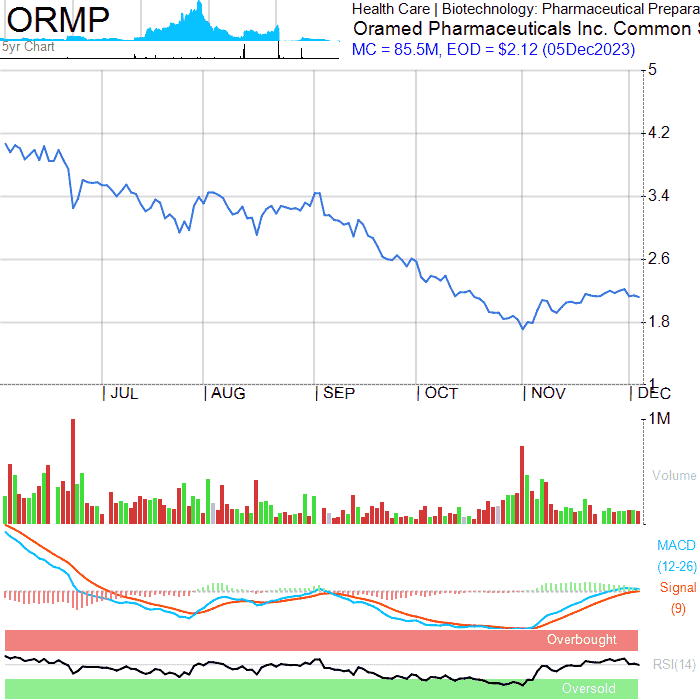 ORMP
5yr Chart
Health Care | Biotechnology: Pharmaceutical Prepara
Oramed Pharmaceuticals Inc. Common S
MC = 85.5M, EOD = $2.12 (05Dec2023)
5
4.2
3.4
2.6
1.8
1
JUL AUG SEP OCT NOV DEC
1M
Volume
MACD
(12-26)
Signal
(9)
Overbought
RSI(14)
Oversold